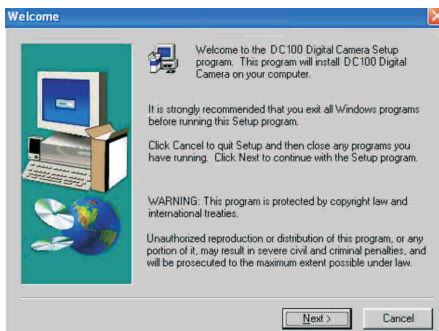 Welcome
Welcome to the DC100 Digital Camera Setup
program. This program will install DC100 Digital
Camera on your computer.
It is strongly recommended that you exit all Windows programs
before running this Setup program.
Click Cancel to quit Setup and then close any programs you
have running. Click Next to continue with the Setup program.
WARNING: This program is protected by copyright law and
international treaties.
Unauthorized reproduction or distribution of this program, or any
portion of it, may result in severe civil and criminal penalties, and
will be prosecuted to the maximum extent possible under law.
Next >
Cancel